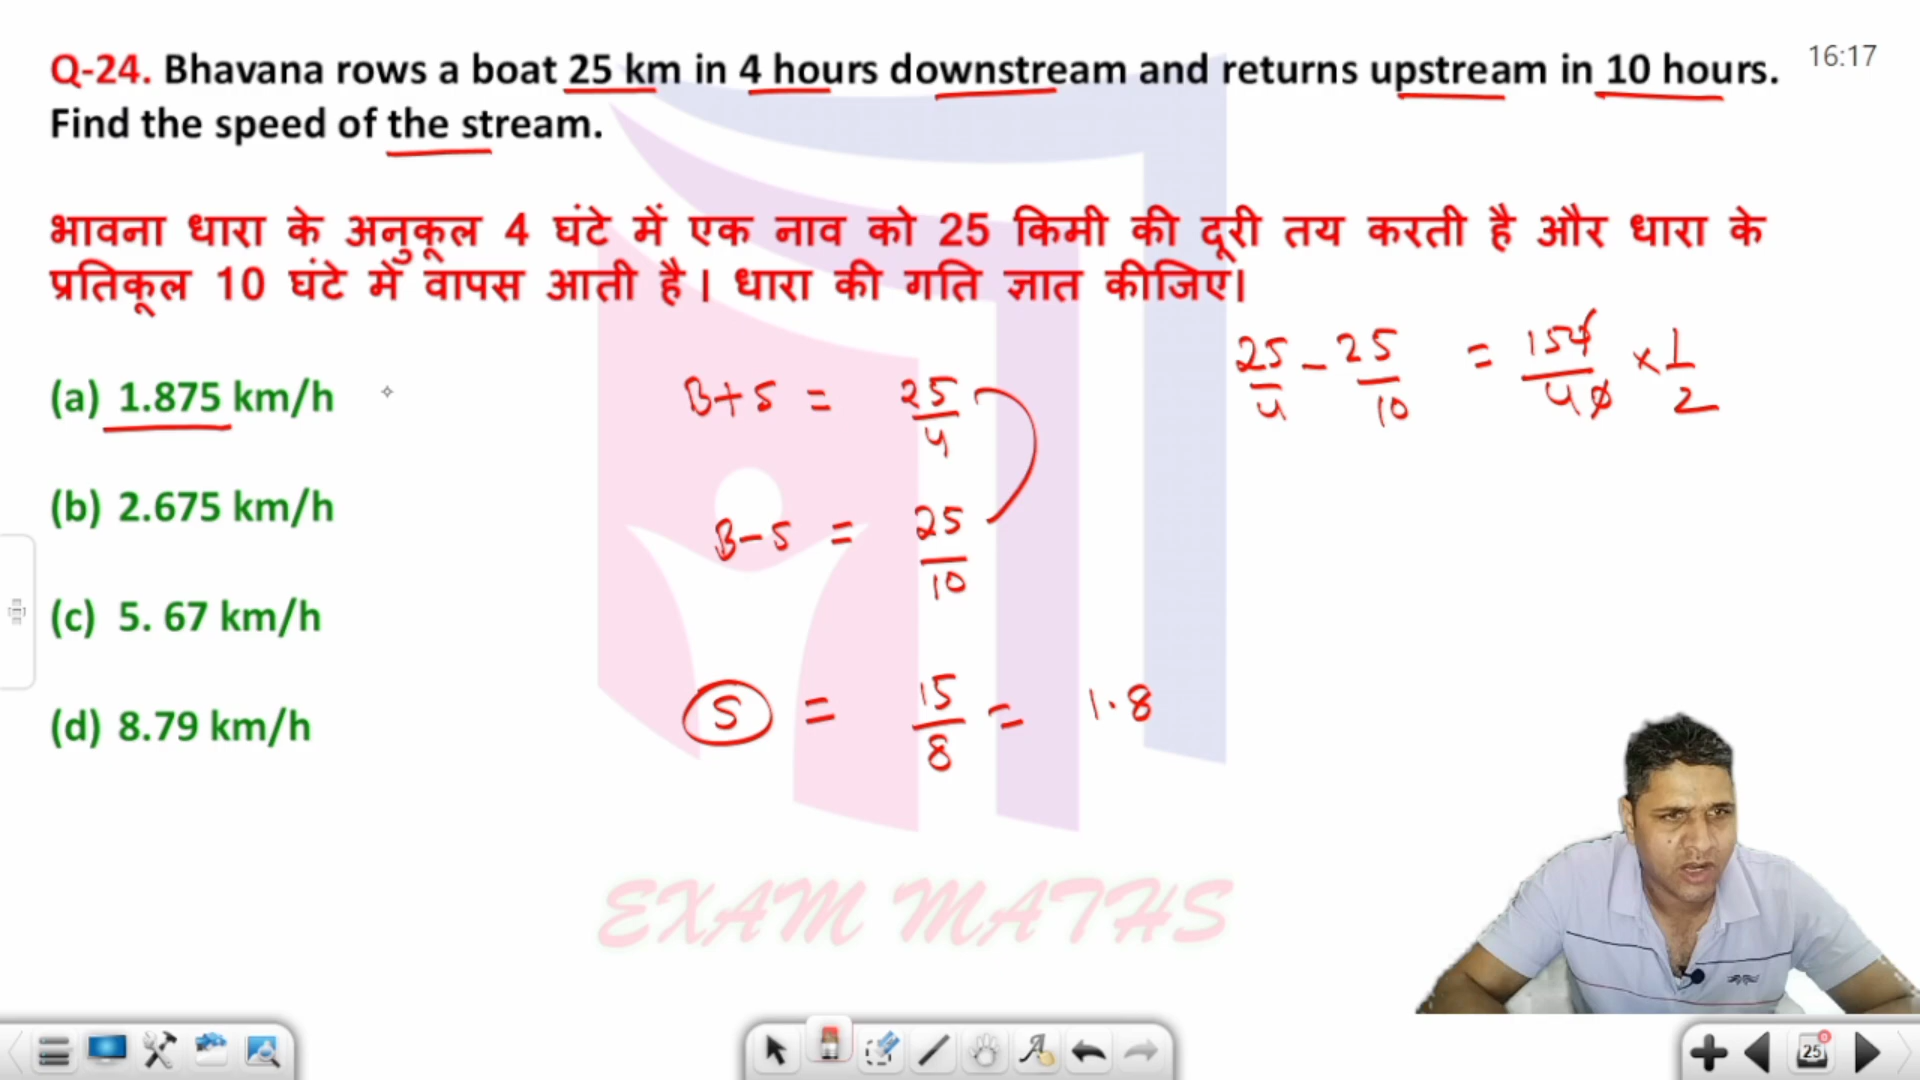 Q-24. Bhavana rows a boat 25 km in 4 hours downstream and returns upstream in 10 hours.
16:17
Find the speed of the stream.
भावना धारा के अनुकूल 4 घंटे में एक नाव को 25 किमी की दूरी तय करती है और धारा के
प्रतिकूल 10 घंटे में वापस आती है। धारा की गति ज्ञात कीजिए।
25/4 - 25/10 = 150/40 × 1/2
(a) 1.875 km/h
B+S = 25/4
(b) 2.675 km/h
B-S = 25/10
(c) 5. 67 km/h
S = 15/8 = 1.8
(d) 8.79 km/h
EXAM MATHS
25